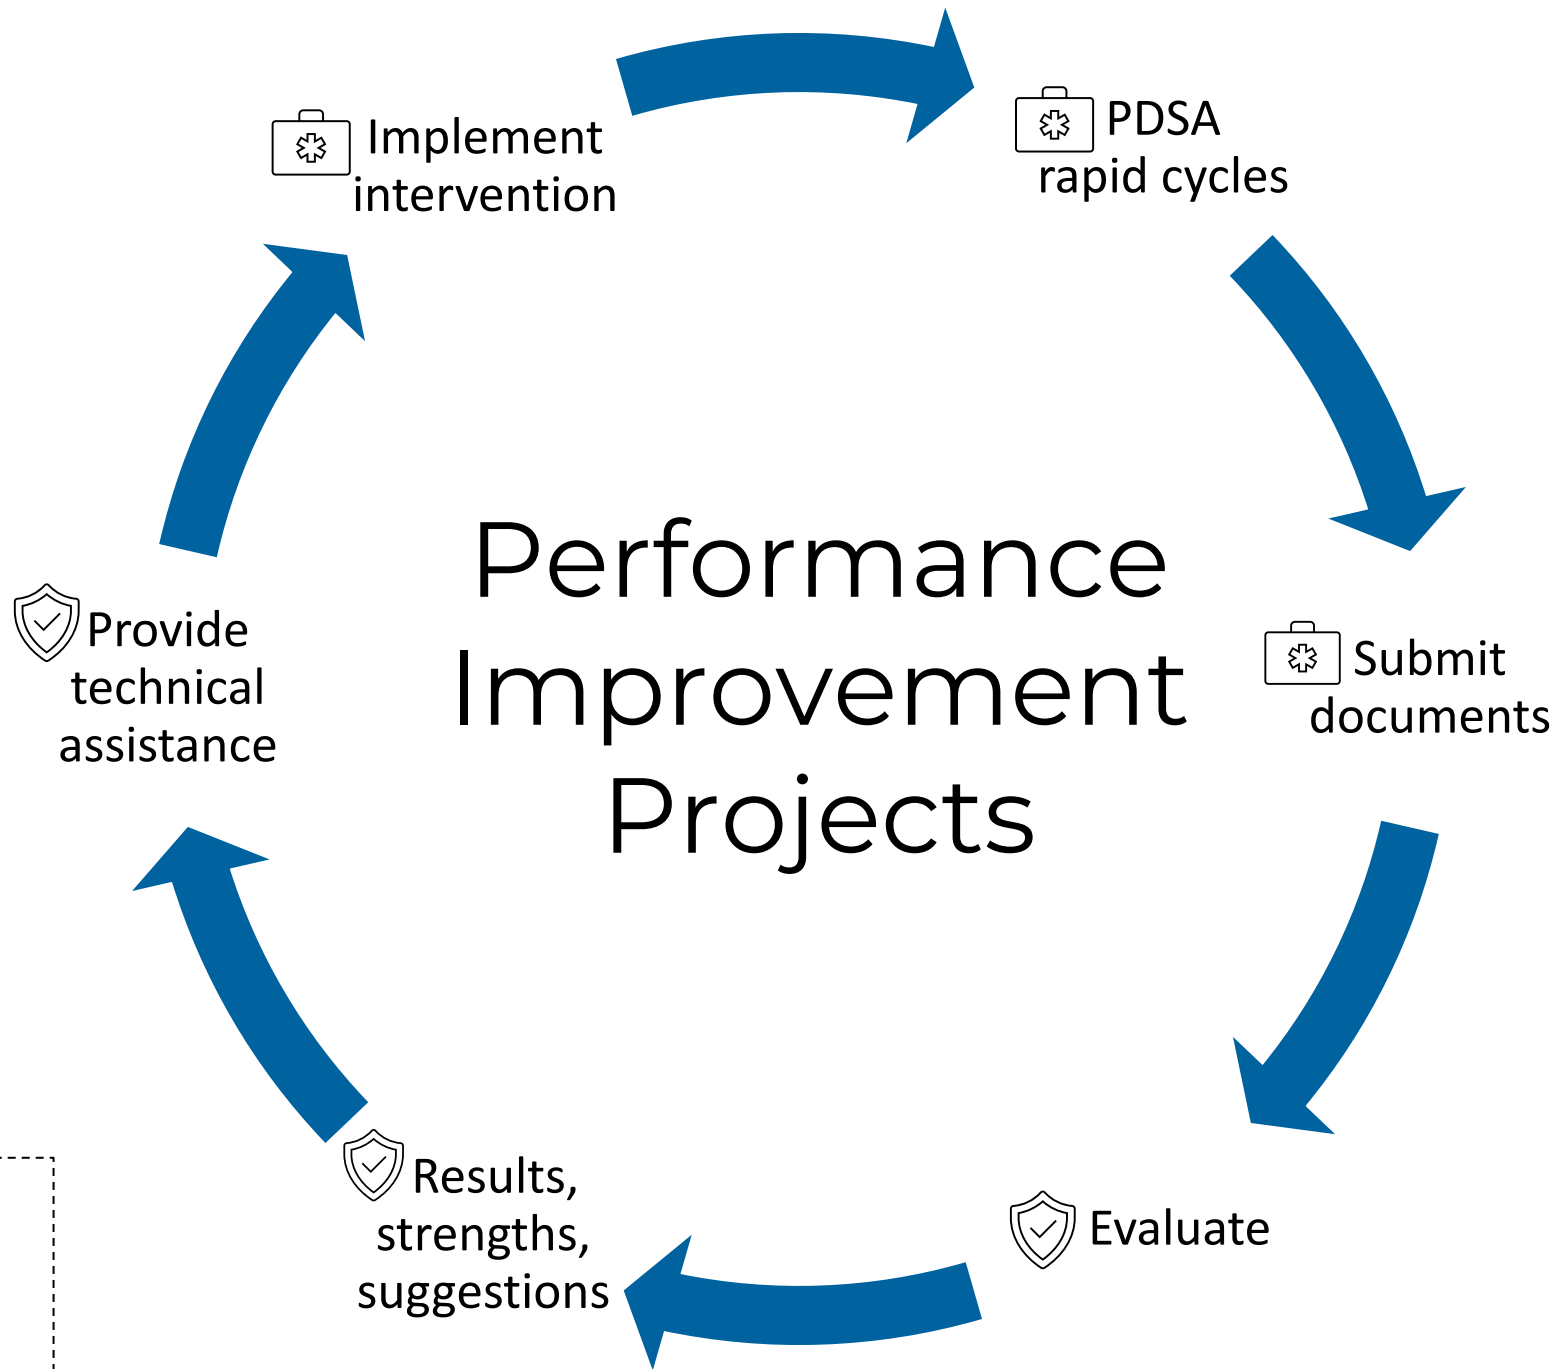 Implement
intervention
PDSA
rapid cycles
Performance
Improvement
Projects
Submit
documents
Evaluate
Results,
strengths,
suggestions
Provide
technical
assistance